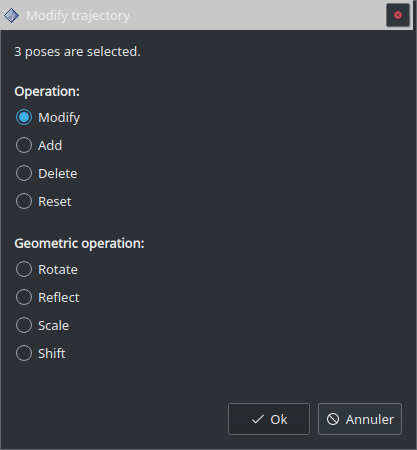 Modify trajectory
3 poses are selected.
Operation:
Modify
Add
Delete
Reset
Geometric operation:
Rotate
Reflect
Scale
Shift
Ok
Annuler